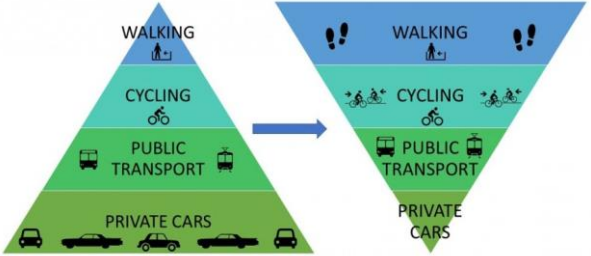 WALKING
CYCLING
PUBLIC
TRANSPORT
PRIVATE CARS
WALKING
CYCLING
PUBLIC
TRANSPORT
PRIVATE
CARS